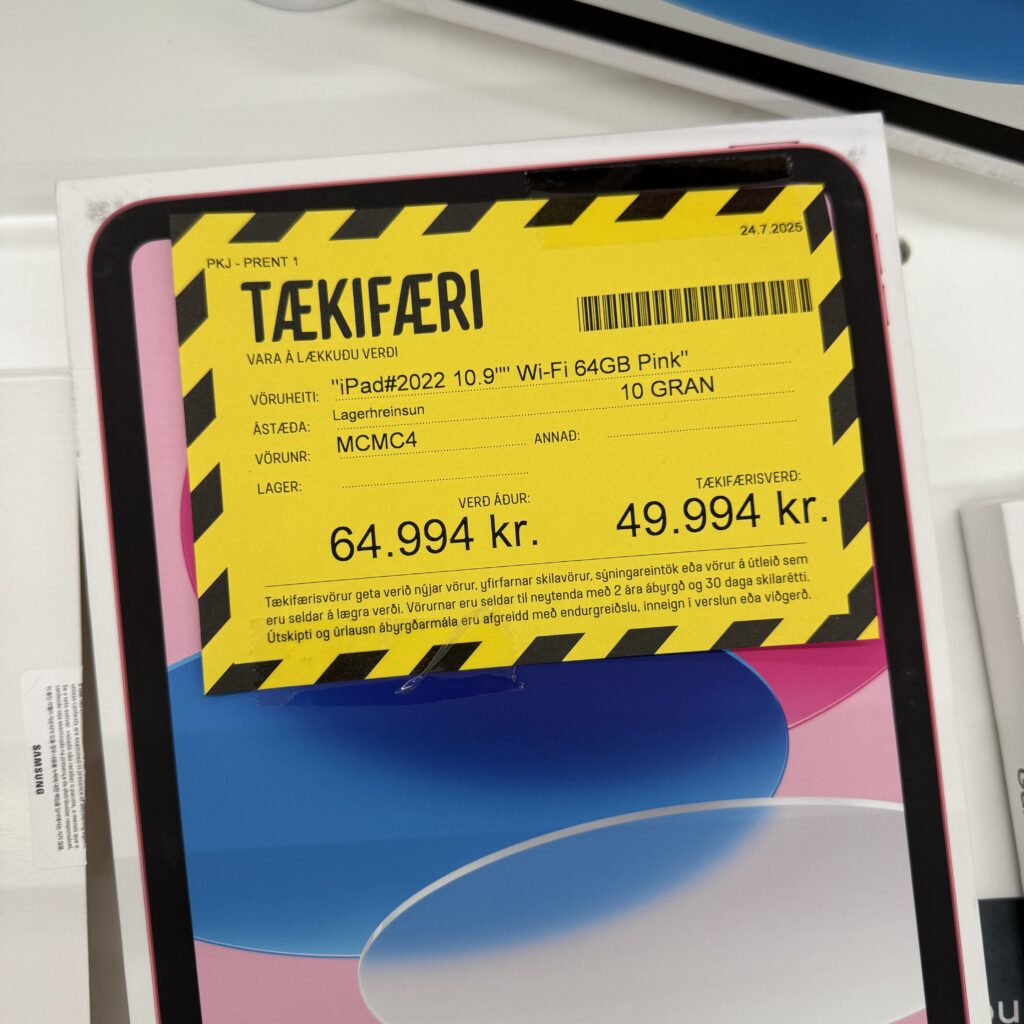 24.7.2025
PKJ - PRENT 1
TÆKIFÆRI
VARA Á LÆKKUÐU VERÐI
VÖRUHEITI: "iPad#2022 10.9"" Wi-Fi 64GB Pink"
ÁSTÆÐA: Lagerhreinsun 10 GRAN
VÖRUNR: MCMC4 ANNAÐ:
LAGER:
VERÐ ÁÐUR: TÆKIFÆRISVERÐ:
64.994 kr. 49.994 kr.
Tækifærisvörur geta verið nýjar vörur, yfirfarnar skilavörur, sýningareintök eða vörur á útleið sem
eru seldar á lægra verði. Vörurnar eru seldar til neytenda með 2 ára ábyrgð og 30 daga skilarétti.
Útskipti og úrlausn ábyrgðarmála eru afgreidd með endurgreiðslu, inneign í verslun eða viðgerð.
SAMSUNG